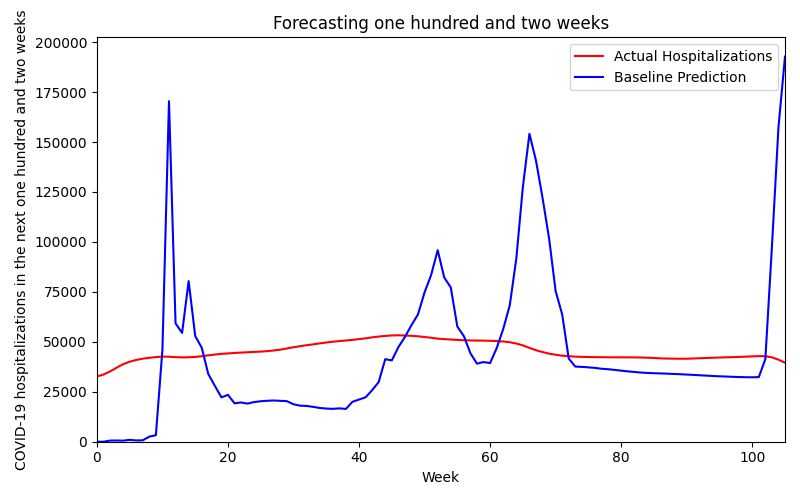 Forecasting one hundred and two weeks
COVID-19 hospitalizations in the next one hundred and two weeks
200000
175000
150000
125000
100000
75000
50000
25000
0
Actual Hospitalizations
Baseline Prediction
0 20 40 60 80 100
Week